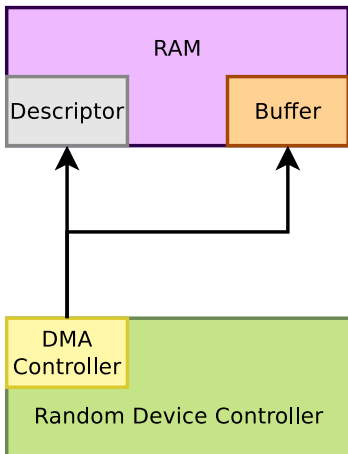 RAM
Descriptor
Buffer
DMA
Controller
Random Device Controller